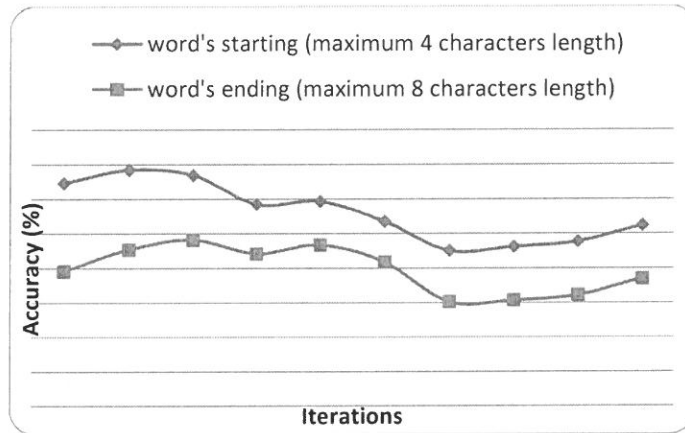 word's starting (maximum 4 characters length)
word's ending (maximum 8 characters length)
Accuracy (%)
Iterations